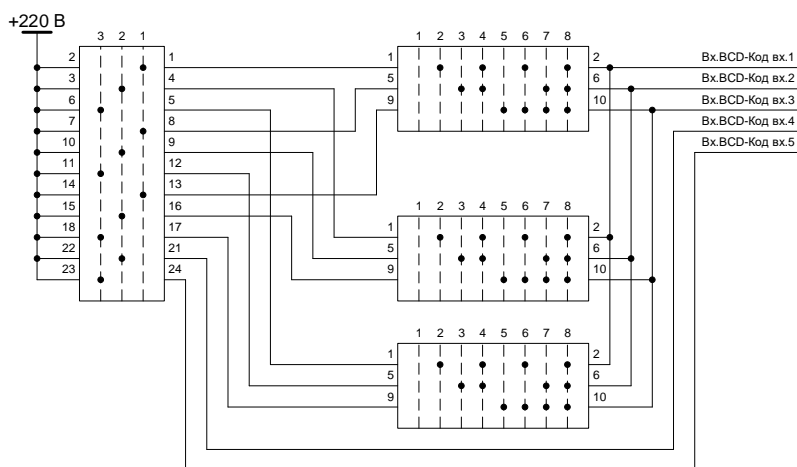 +220 В
3 2 1
1 2 3 4 5 6 7 8
2 1
1 2
Вх.BCD-Код вх.1
3 4
5 6
Вх.BCD-Код вх.2
6 5
9 10
Вх.BCD-Код вх.3
7 8
Вх.BCD-Код вх.4
10 9
Вх.BCD-Код вх.5
11 12
14 13
15 16
18 17
22 21
23 24
1 2 3 4 5 6 7 8
1 2
5 6
9 10
1 2 3 4 5 6 7 8
1 2
5 6
9 10